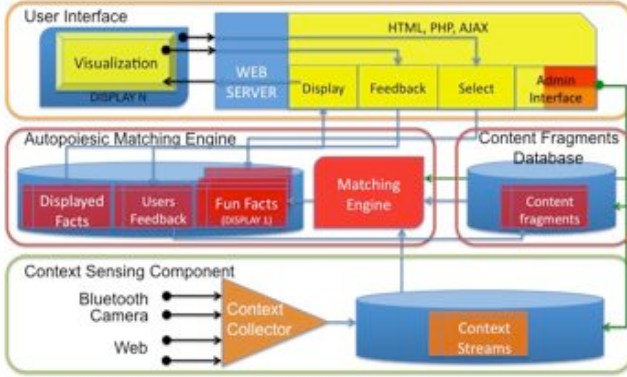 User Interface
HTML, PHP, AJAX
Visualization
DISPLAY N
WEB
SERVER
Display
Feedback
Select
Admin
Interface
Autopoiesic Matching Engine
Content Fragments
Database
Displayed
Facts
Users
Feedback
Fun Facts
(DISPLAY 1)
Matching
Engine
Content
fragments
Context Sensing Component
Bluetooth
Camera
Web
Context
Collector
Context
Streams